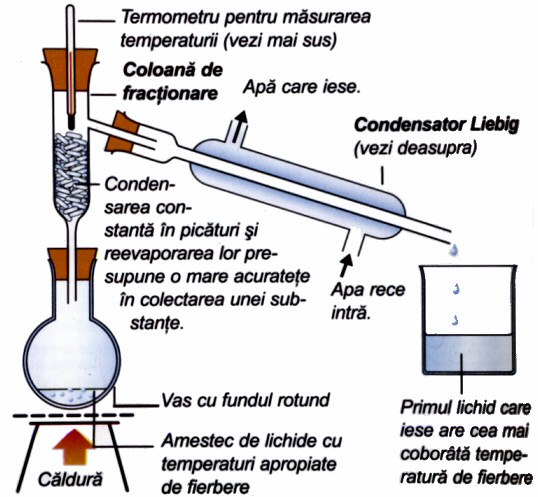 Termometru pentru măsurarea
temperaturii (vezi mai sus)
Coloană de
fracționare
Apă care iese.
Condensator Liebig
(vezi deasupra)
Conden-
sarea con-
stantă în picături și
reevaporarea lor pre-
supune o mare acuratețe
în colectarea unei sub-
stanțe.
Apa rece
intră.
Vas cu fundul rotund
Amestec de lichide cu
temperaturi apropiate
de fierbere
Căldură
Primul lichid care
iese are cea mai
coborâtă tempe-
ratură de fierbere